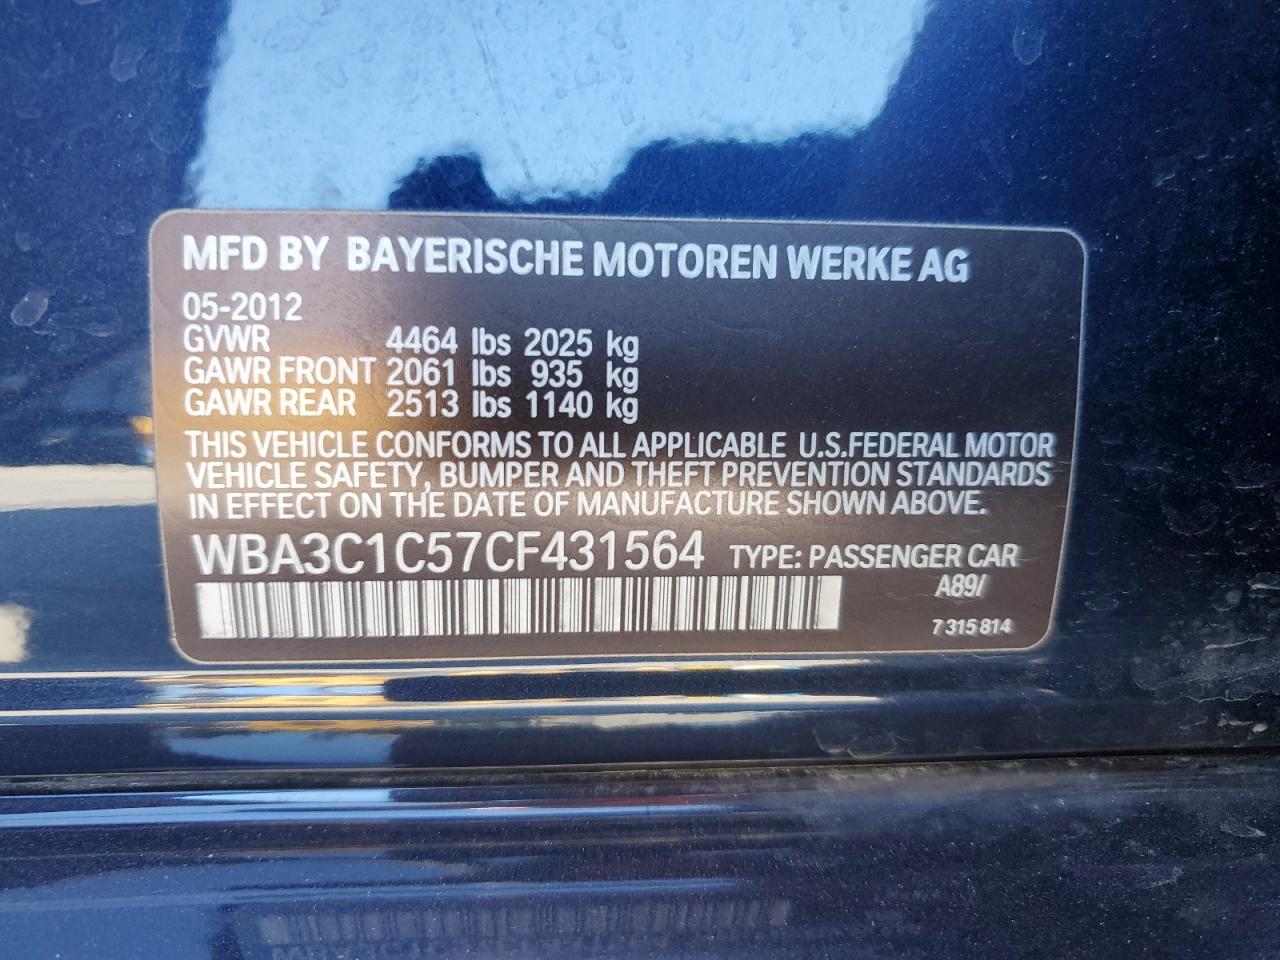 MFD BY BAYERISCHE MOTOREN WERKE AG
05-2012
GVWR 4464 lbs 2025 kg
GAWR FRONT 2061 lbs 935 kg
GAWR REAR 2513 lbs 1140 kg
THIS VEHICLE CONFORMS TO ALL APPLICABLE U.S.FEDERAL MOTOR
VEHICLE SAFETY, BUMPER AND THEFT PREVENTION STANDARDS
IN EFFECT ON THE DATE OF MANUFACTURE SHOWN ABOVE.
WBA3C1C57CF431564 TYPE: PASSENGER CAR
A89/
7 315 814